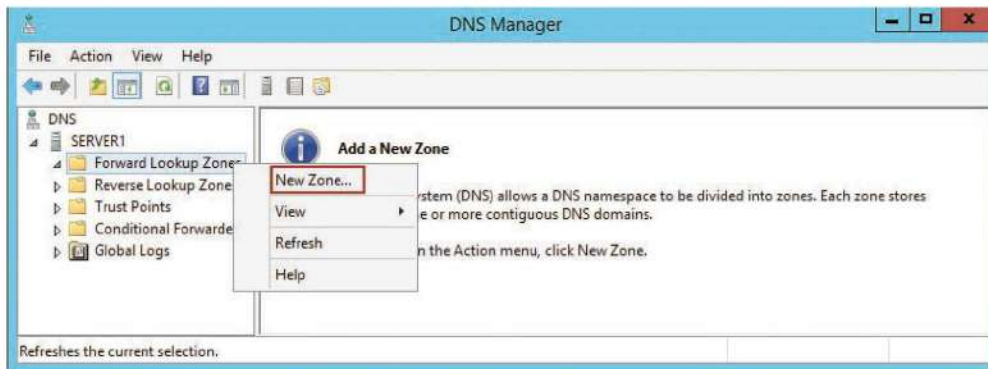 DNS Manager
File Action View Help
DNS
SERVER1
Forward Lookup Zones
Reverse Lookup Zone
Trust Points
Conditional Forwarde
Global Logs
New Zone...
View
Refresh
Help
Add a New Zone
ystem (DNS) allows a DNS namespace to be divided into zones. Each zone stores
e or more contiguous DNS domains.
n the Action menu, click New Zone.
Refreshes the current selection.